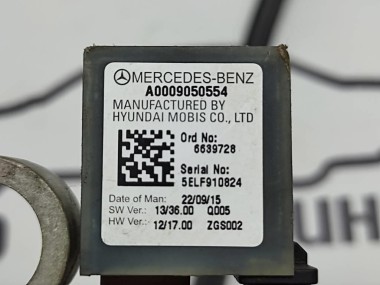 MERCEDES-BENZ
A0009050554
MANUFACTURED BY
HYUNDAI MOBIS CO., LTD
Ord No:
6639728
Serial No:
5ELF910824
Date of Man: 22/09/15
SW Ver.: 13/36.00 Q005
HW Ver.: 12/17.00 ZGS002